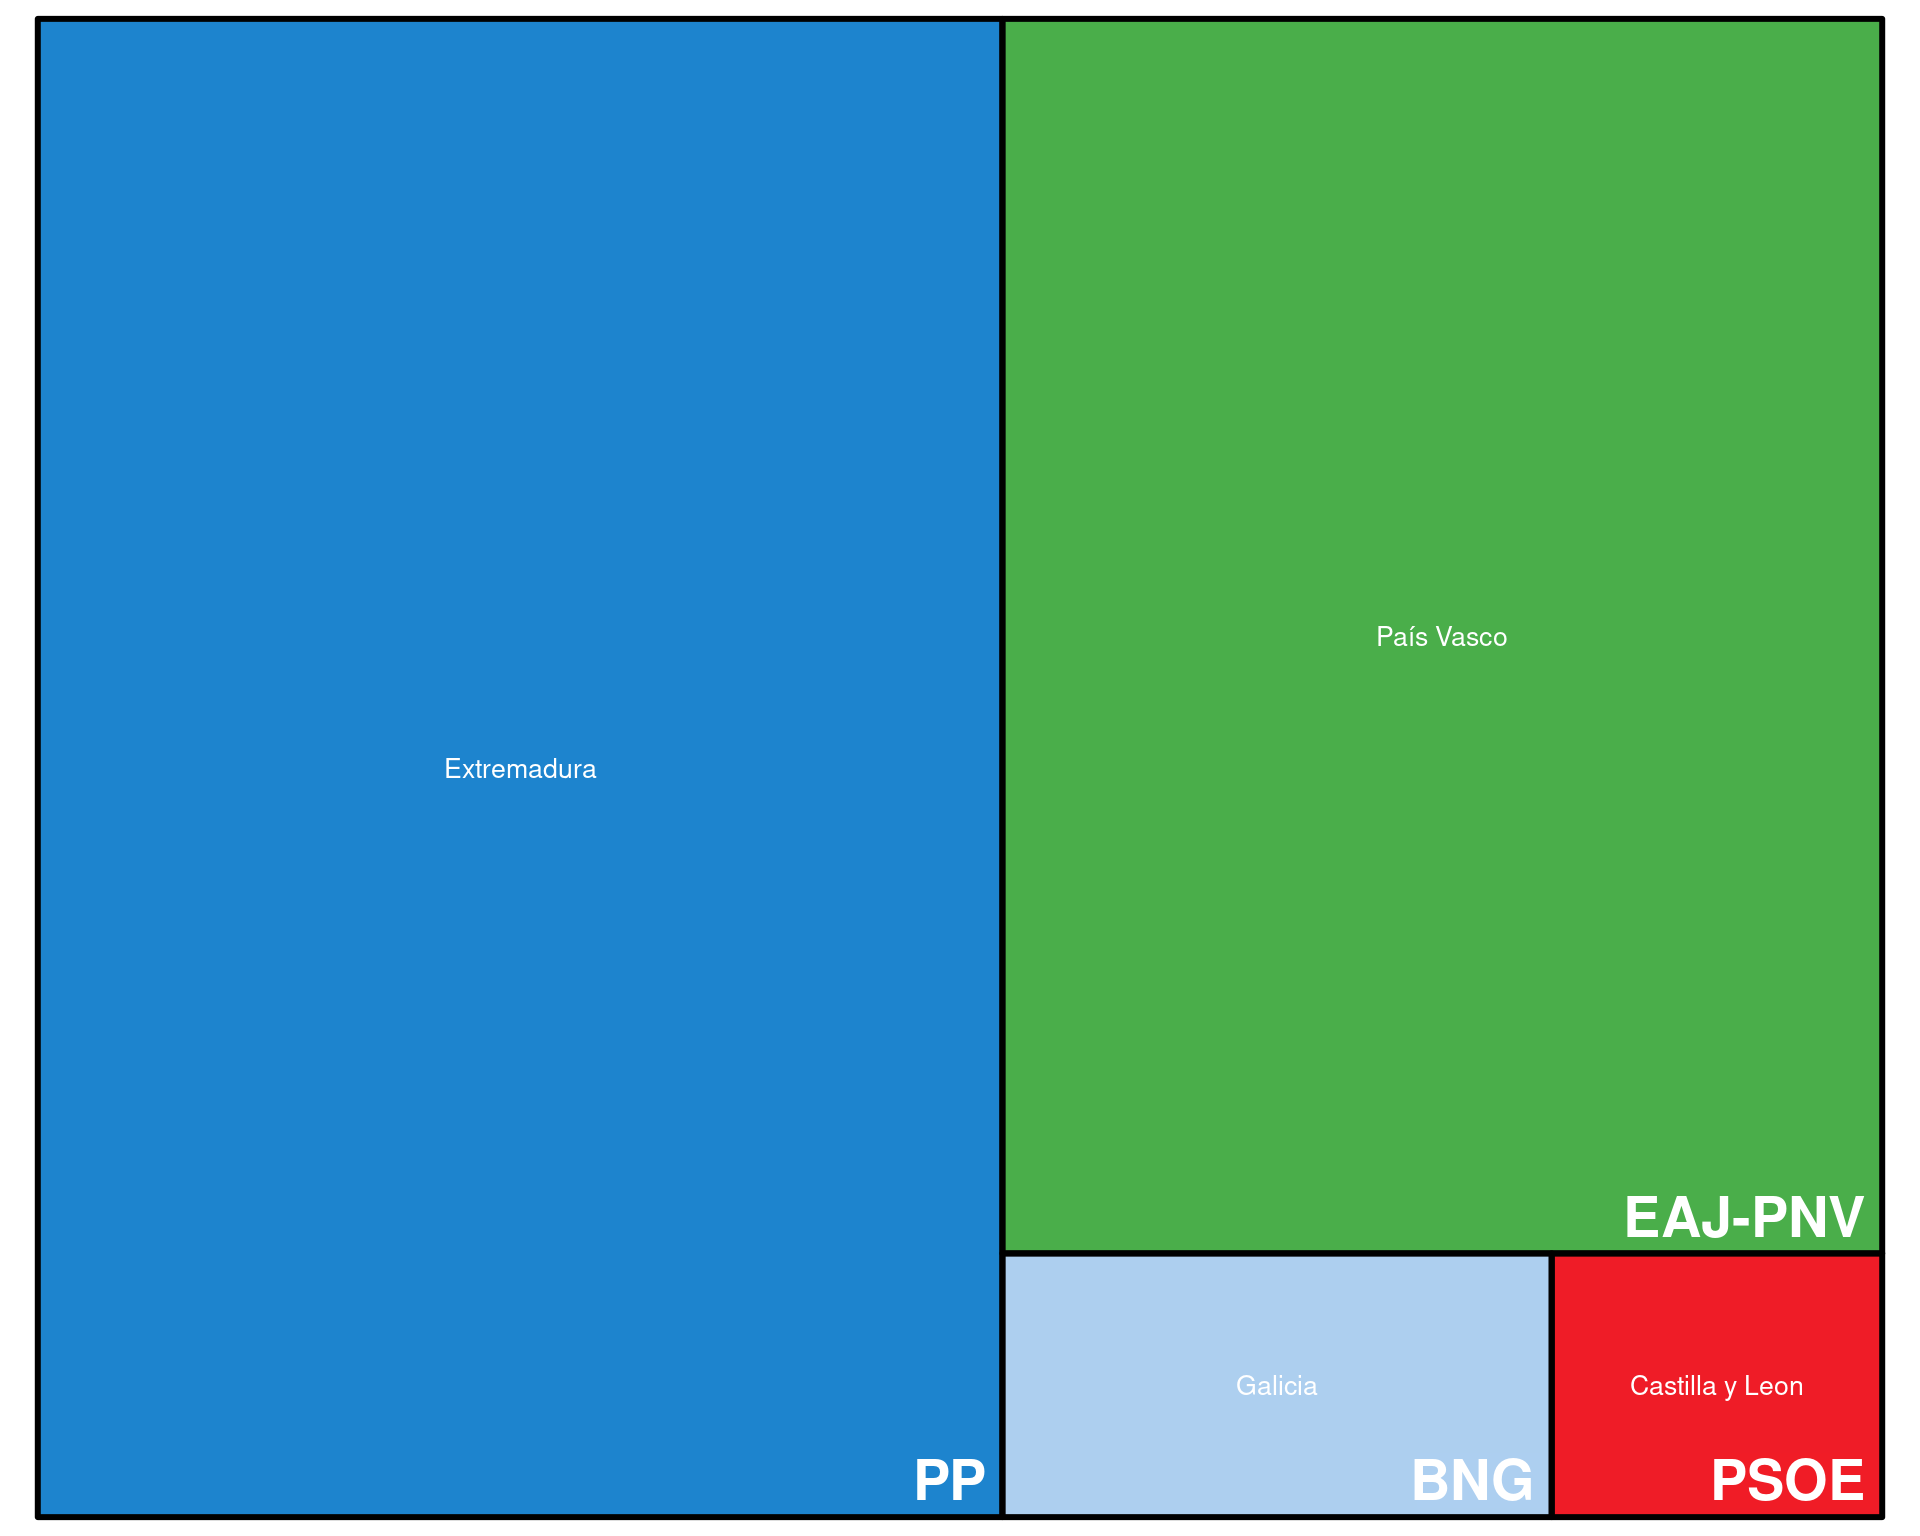 Extremadura
PP
País Vasco
EAJ-PNV
Galicia
BNG
Castilla y Leon
PSOE